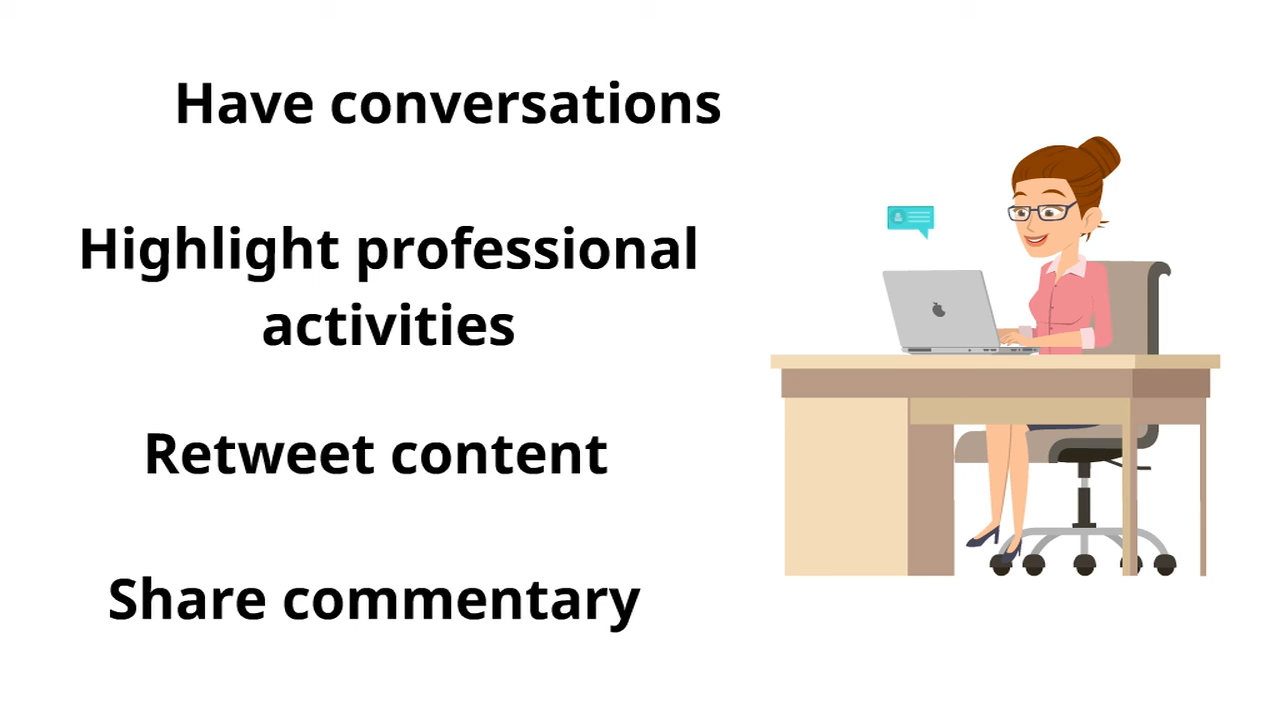 Have conversations
Highlight professional
activities
Retweet content
Share commentary